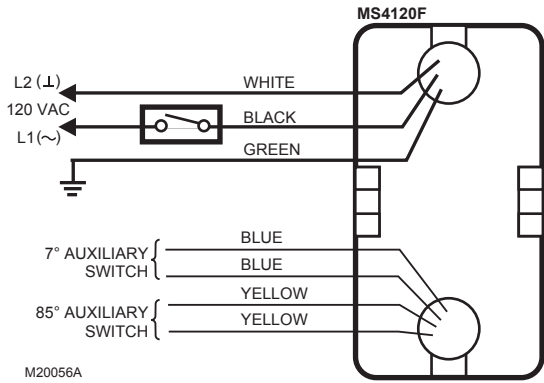 MS4120F
L2 (⊥)
WHITE
120 VAC
BLACK
L1(~)
GREEN
BLUE
7° AUXILIARY
SWITCH
BLUE
YELLOW
85° AUXILIARY
SWITCH
YELLOW
M20056A